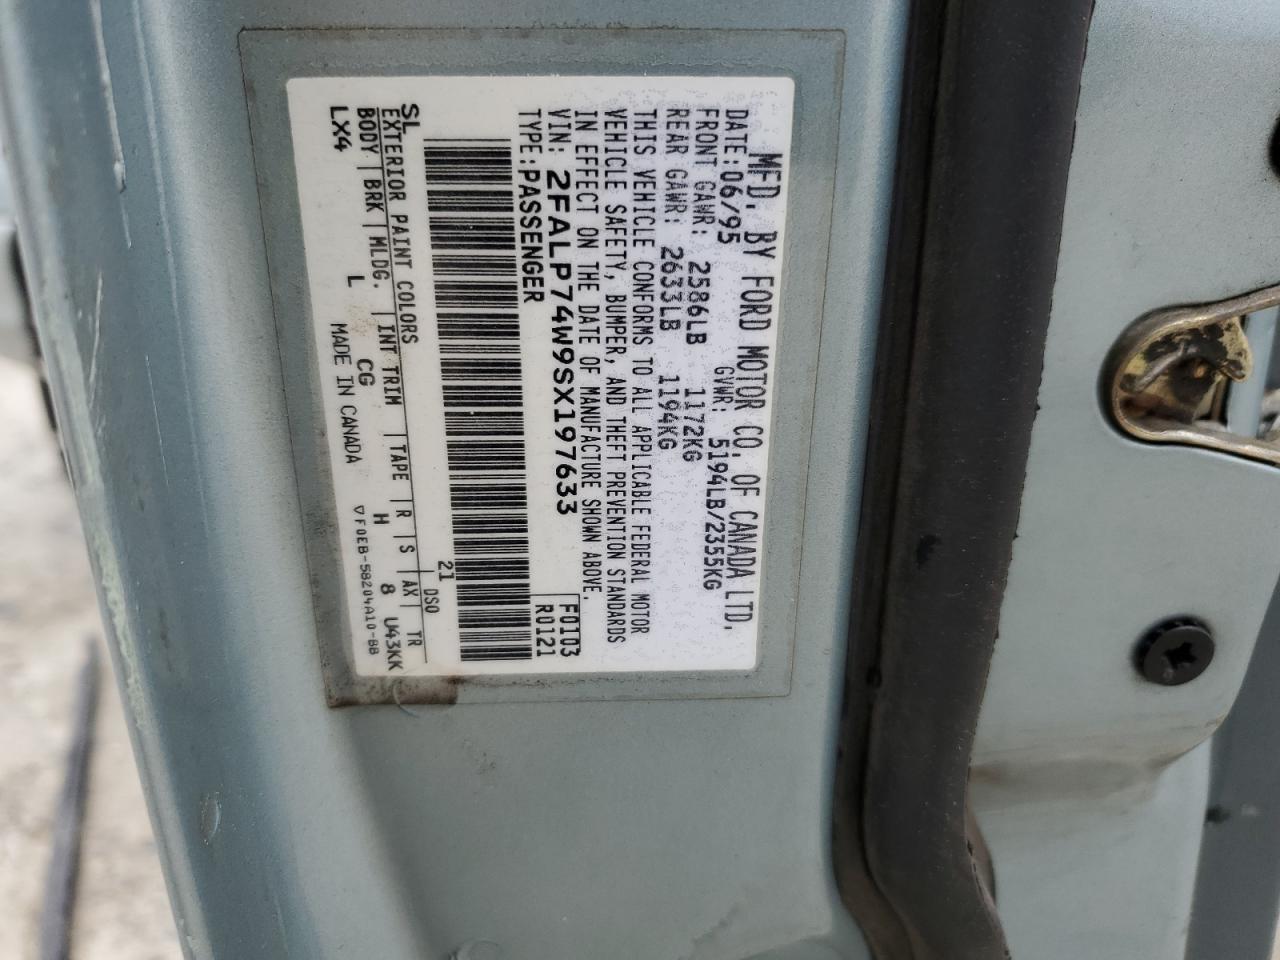 MFD. BY FORD MOTOR CO. OF CANADA LTD.
DATE: 06/95 GVWR: 5194LB/2355KG
FRONT GAWR: 2586LB 1172KG
REAR GAWR: 2633LB 1194KG
THIS VEHICLE CONFORMS TO ALL APPLICABLE FEDERAL MOTOR
VEHICLE SAFETY, BUMPER, AND THEFT PREVENTION STANDARDS
IN EFFECT ON THE DATE OF MANUFACTURE SHOWN ABOVE.
VIN: 2FALP74W9SX197633 F0103
TYPE: PASSENGER R0121
21
SL DSO
EXTERIOR PAINT COLORS
BODY BRK MLDG. INT TRIM TAPE R S AX TR
LX4 L CG H 8 U43KK
MADE IN CANADA ▽F0EB-58204A10-BB